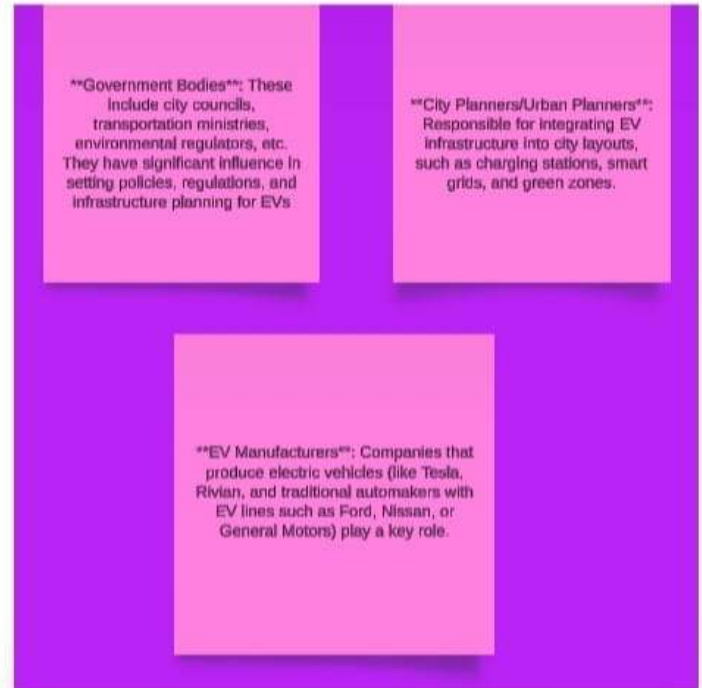 **Government Bodies**: These
include city councils,
transportation ministries,
environmental regulators, etc.
They have significant influence in
setting policies, regulations, and
infrastructure planning for EVs
**City Planners/Urban Planners**:
Responsible for integrating EV
infrastructure into city layouts,
such as charging stations, smart
grids, and green zones.
**EV Manufacturers**: Companies that
produce electric vehicles (like Tesla,
Rivian, and traditional automakers with
EV lines such as Ford, Nissan, or
General Motors) play a key role.